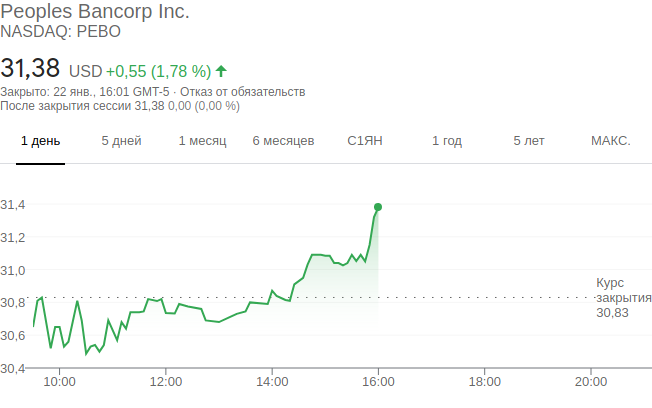 Peoples Bancorp Inc.
NASDAQ: PEBO
31,38 USD +0,55 (1,78 %)
Закрыто: 22 янв., 16:01 GMT-5 · Отказ от обязательств
После закрытия сессии 31,38 0,00 (0,00 %)
1 день 5 дней 1 месяц 6 месяцев С1ЯН 1 год 5 лет МАКС.
31,4
31,2
31,0
30,8
30,6
30,4
Курс
закрытия
30,83
10:00 12:00 14:00 16:00 18:00 20:00